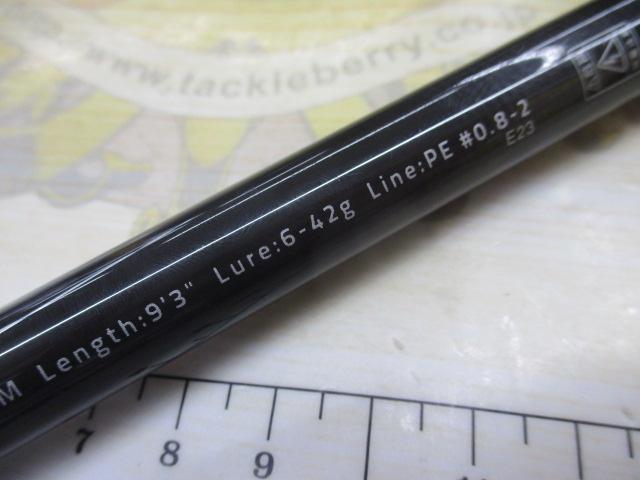 www.tackleberry.co.jp
M Length:9'3" Lure:6-42g Line:PE #0.8-2
E23
7 8 9